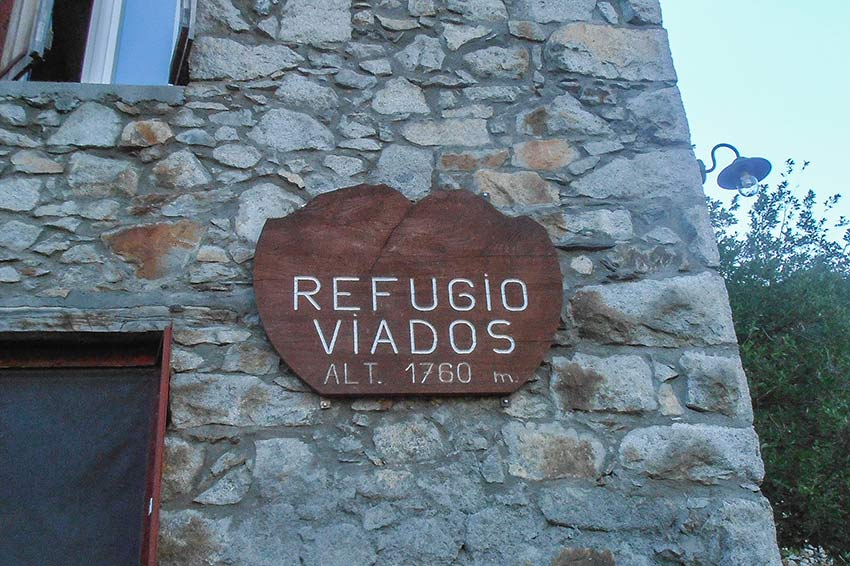 REFUGIO
VIADOS
ALT. 1760 m.